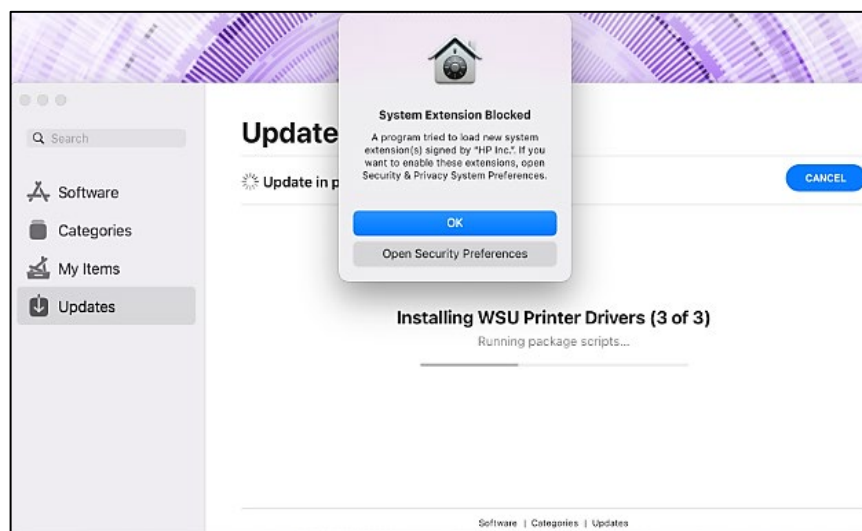 System Extension Blocked
A program tried to load new system
extension(s) signed by "HP Inc.". If you
want to enable these extensions, open
Security & Privacy System Preferences.
OK
Open Security Preferences
Search
Software
Categories
My Items
Updates
Update
Update in p
CANCEL
Installing WSU Printer Drivers (3 of 3)
Running package scripts...
Software | Categories | Updates